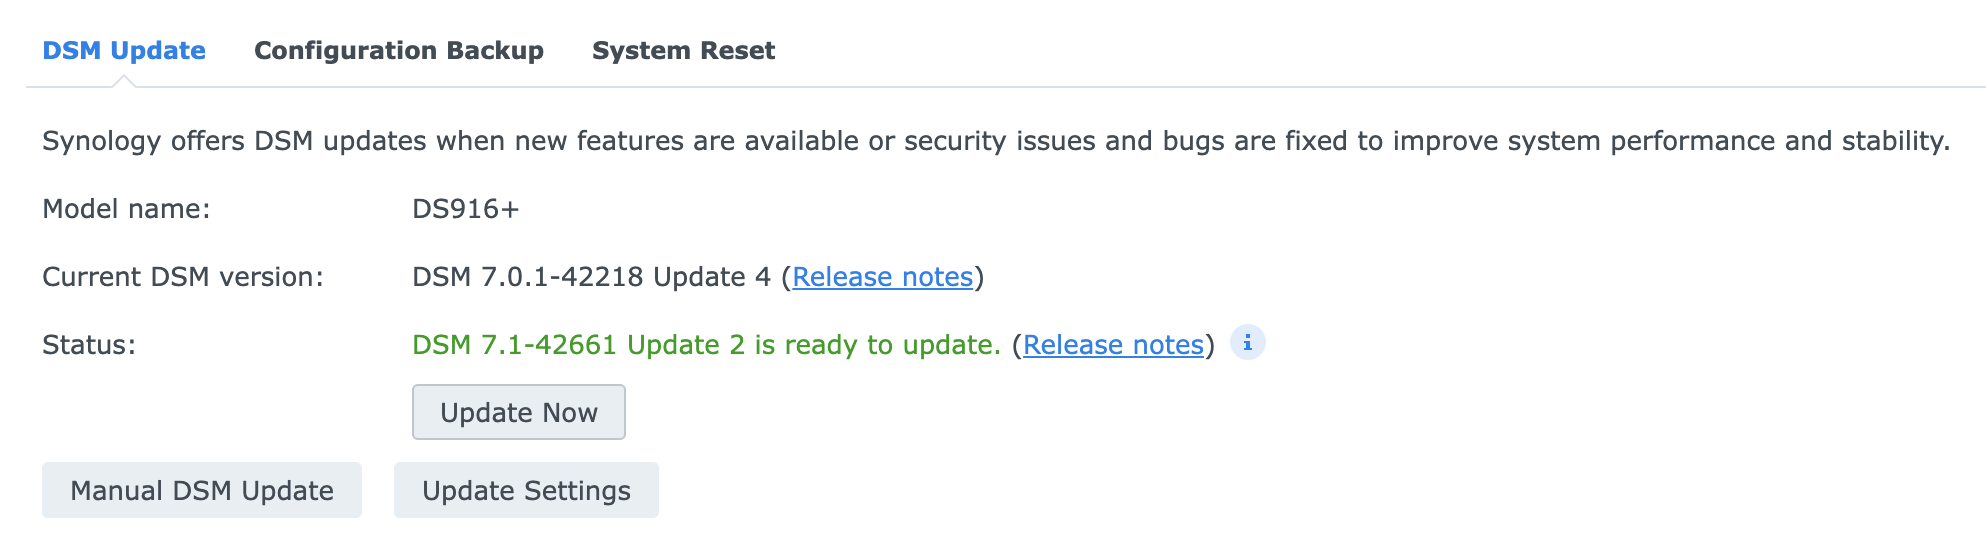 DSM Update Configuration Backup System Reset
Synology offers DSM updates when new features are available or security issues and bugs are fixed to improve system performance and stability.
Model name: DS916+
Current DSM version: DSM 7.0.1-42218 Update 4 (Release notes)
Status: DSM 7.1-42661 Update 2 is ready to update. (Release notes) i
Update Now
Manual DSM Update Update Settings